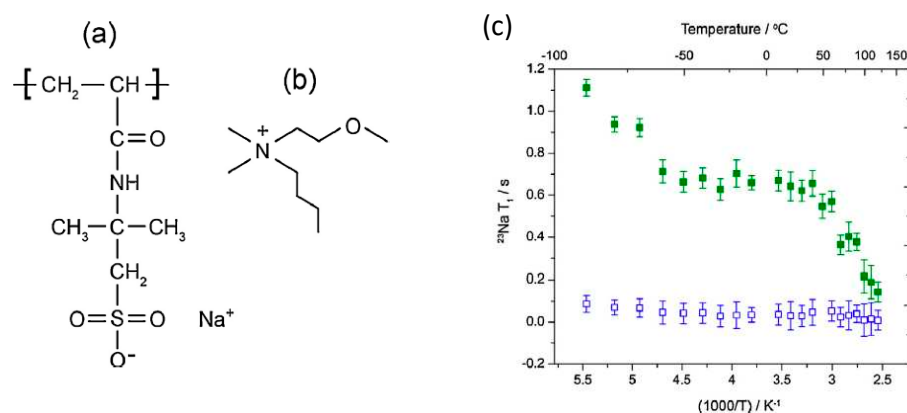 (a)
[ CH₂ — CH ]
C=O
NH
CH₃ — C — CH₃
CH₂
O=S=O Na⁺
O⁻
(b)
+
N
O
(c)
Temperature / ºC
-100 -50 0 50 100 150
²³Na T₁ / s
1.2
1.0
0.8
0.6
0.4
0.2
0.0
-0.2
5.5 5 4.5 4 3.5 3 2.5
(1000/T) / K⁻¹